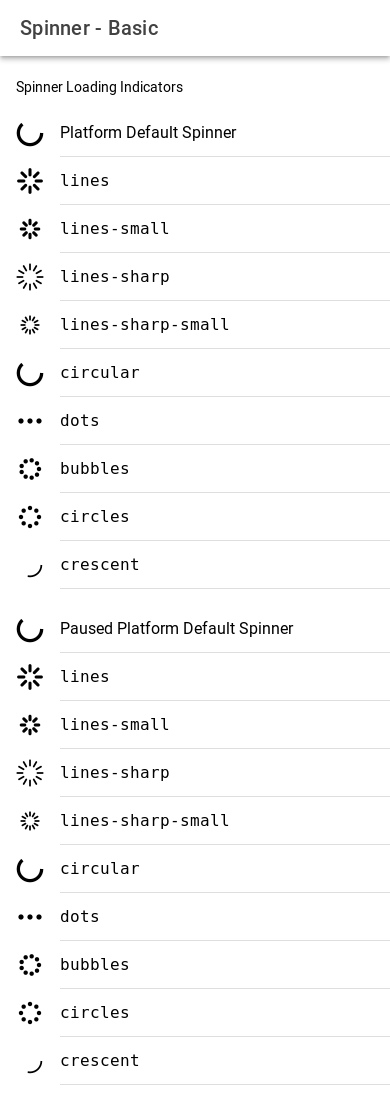 Spinner - Basic
Spinner Loading Indicators
Platform Default Spinner
lines
lines-small
lines-sharp
lines-sharp-small
circular
dots
bubbles
circles
crescent
Paused Platform Default Spinner
lines
lines-small
lines-sharp
lines-sharp-small
circular
dots
bubbles
circles
crescent